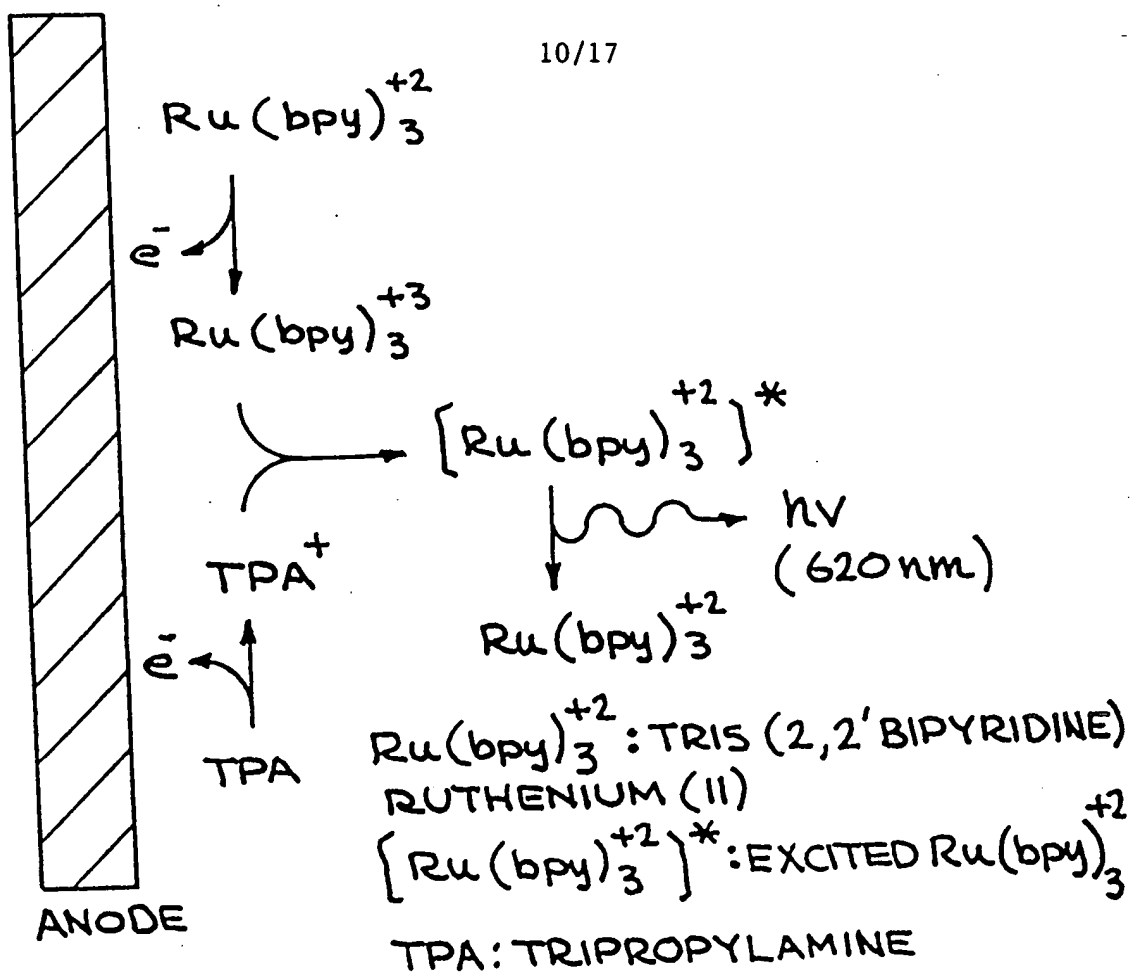 10/17
Ru(bpy)₃⁺²
e⁻
Ru(bpy)₃⁺³
[Ru(bpy)₃⁺²]*
hν
(620nm)
TPA⁺
Ru(bpy)₃⁺²
e⁻
TPA
Ru(bpy)₃⁺²: TRIS (2,2'BIPYRIDINE)
RUTHENIUM (II)
[Ru(bpy)₃⁺²]*: EXCITED Ru(bpy)₃⁺²
ANODE
TPA: TRIPROPYLAMINE